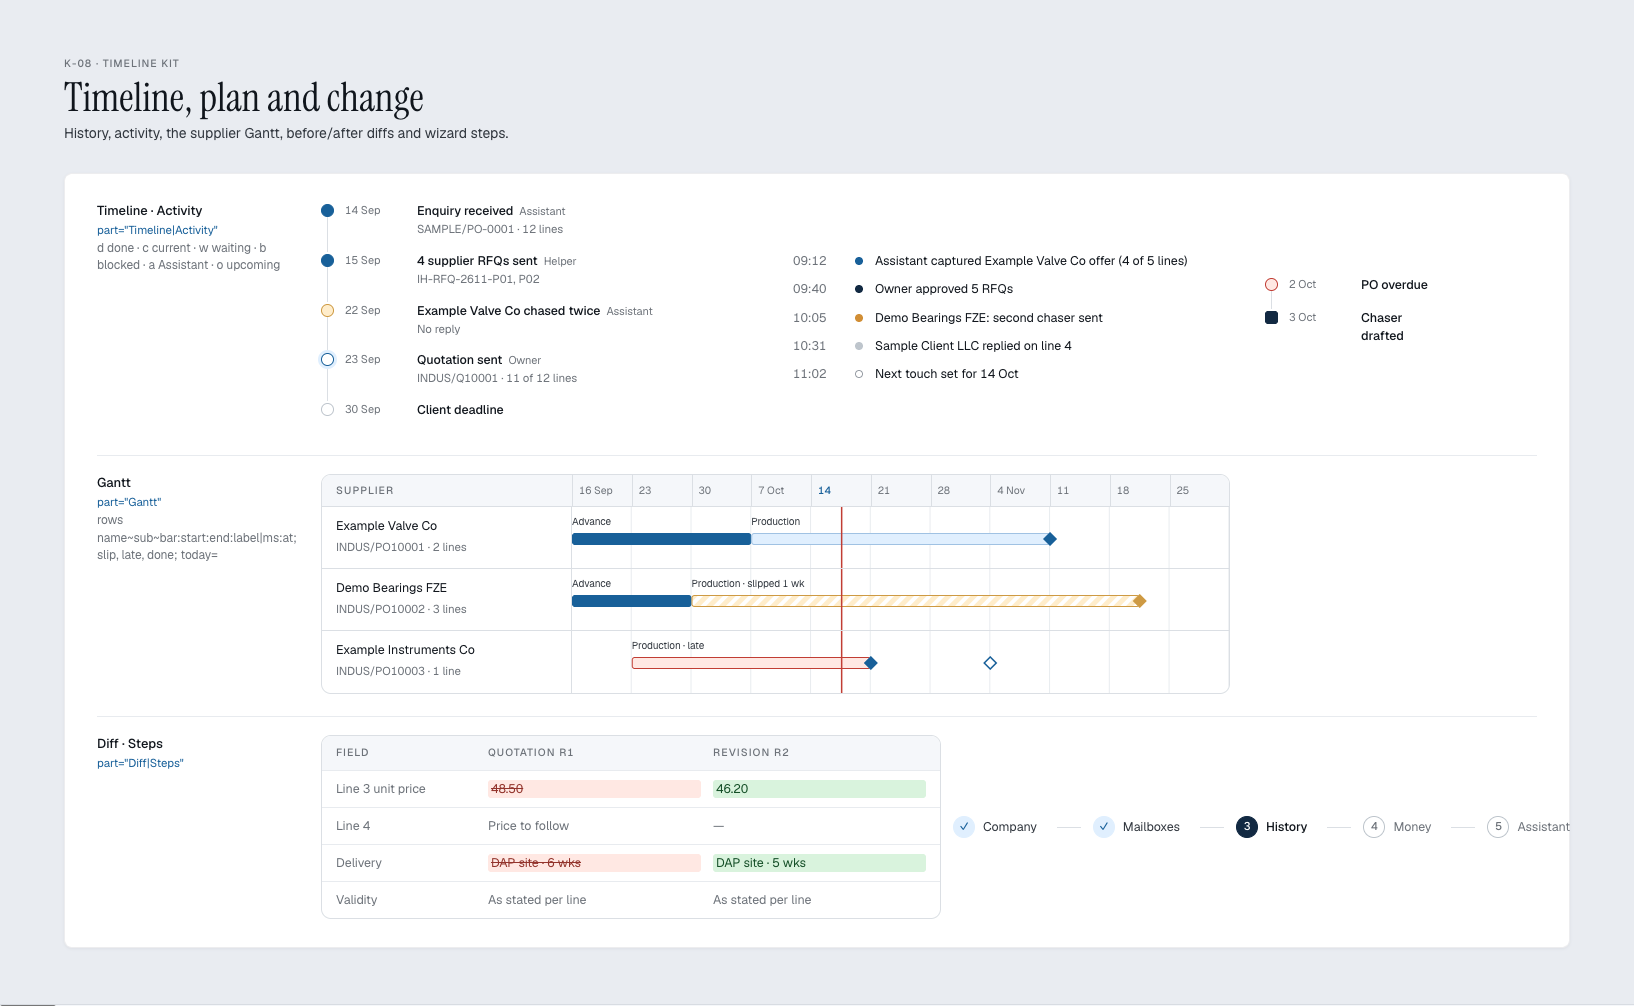 K-08 · TIMELINE KIT
Timeline, plan and change
History, activity, the supplier Gantt, before/after diffs and wizard steps.
Timeline · Activity
part="Timeline|Activity"
d done · c current · w waiting · b
blocked · a Assistant · o upcoming
14 Sep
Enquiry received Assistant
SAMPLE/PO-0001 · 12 lines
15 Sep
4 supplier RFQs sent Helper
IH-RFQ-2611-P01, P02
22 Sep
Example Valve Co chased twice Assistant
No reply
23 Sep
Quotation sent Owner
INDUS/Q10001 · 11 of 12 lines
30 Sep
Client deadline
09:12 Assistant captured Example Valve Co offer (4 of 5 lines)
09:40 Owner approved 5 RFQs
10:05 Demo Bearings FZE: second chaser sent
10:31 Sample Client LLC replied on line 4
11:02 Next touch set for 14 Oct
2 Oct PO overdue
3 Oct Chaser
drafted
Gantt
part="Gantt"
rows
name~sub~bar:start:end:label|ms:at;
slip, late, done; today=
SUPPLIER 16 Sep 23 30 7 Oct 14 21 28 4 Nov 11 18 25
Example Valve Co
INDUS/PO10001 · 2 lines
Advance Production
Demo Bearings FZE
INDUS/PO10002 · 3 lines
Advance Production · slipped 1 wk
Example Instruments Co
INDUS/PO10003 · 1 line
Production · late
Diff · Steps
part="Diff|Steps"
FIELD QUOTATION R1 REVISION R2
Line 3 unit price 48.50 46.20
Line 4 Price to follow —
Delivery DAP site · 6 wks DAP site · 5 wks
Validity As stated per line As stated per line
✓ Company ✓ Mailboxes 3 History 4 Money 5 Assistant